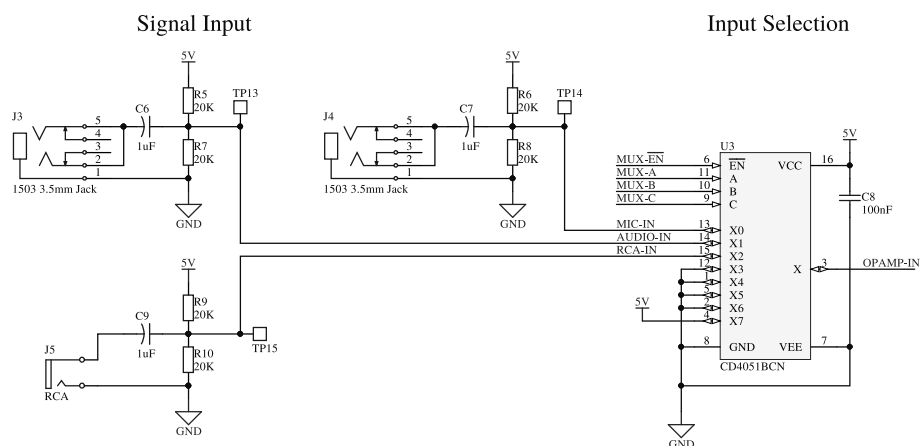 Signal Input
Input Selection
5V
R5
20K
TP13
J3
C6
1uF
5
4
3
2
1
R7
20K
1503 3.5mm Jack
GND
5V
R6
20K
TP14
J4
C7
1uF
5
4
3
2
1
R8
20K
1503 3.5mm Jack
GND
5V
U3
MUX-EN 6 EN VCC 16
MUX-A 11 A
MUX-B 10 B
MUX-C 9 C
C8
100nF
MIC-IN 13 X0
AUDIO-IN 14 X1
RCA-IN 15 X2
12 X3 X 3 OPAMP-IN
1 X4
5 X5
2 X6
5V 4 X7
8 GND VEE 7
CD4051BCN
GND
5V
R9
20K
C9
1uF
TP15
J5
R10
20K
RCA
GND